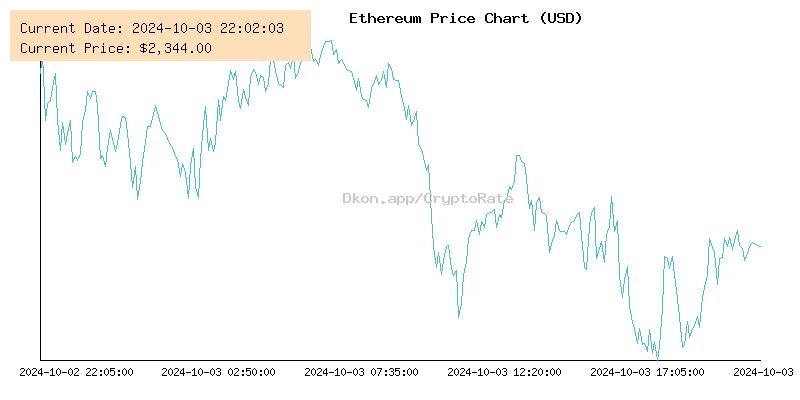 Ethereum Price Chart (USD)
Current Date: 2024-10-03 22:02:03
Current Price: $2,344.00
Dkon.app/CryptoRate
2024-10-02 22:05:00
2024-10-03 02:50:00
2024-10-03 07:35:00
2024-10-03 12:20:00
2024-10-03 17:05:00
2024-10-03